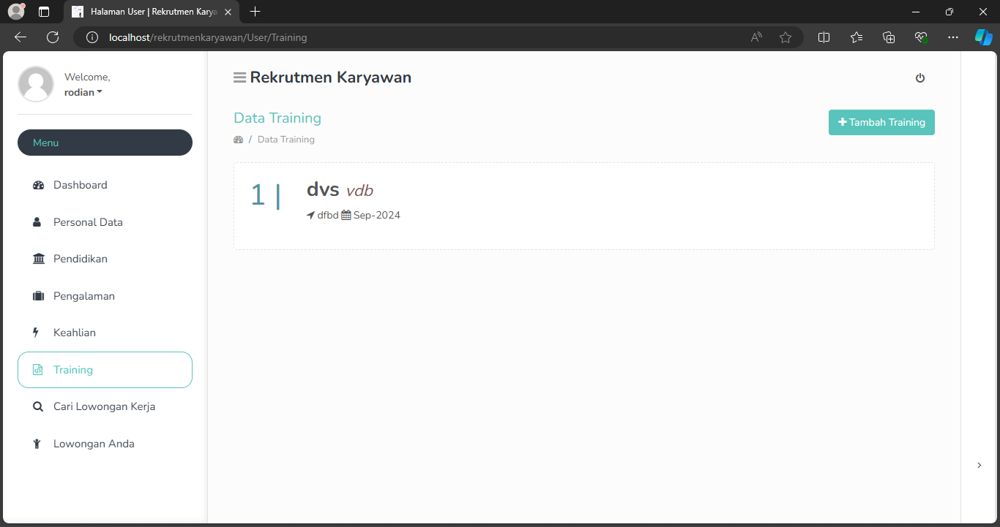 Halaman User | Rekrutmen Karya
localhost/rekrutmenkaryawan/User/Training
Welcome,
rodian
Menu
Dashboard
Personal Data
Pendidikan
Pengalaman
Keahlian
Training
Cari Lowongan Kerja
Lowongan Anda
Rekrutmen Karyawan
Data Training
+ Tambah Training
/ Data Training
1 | dvs vdb
dfbd Sep-2024